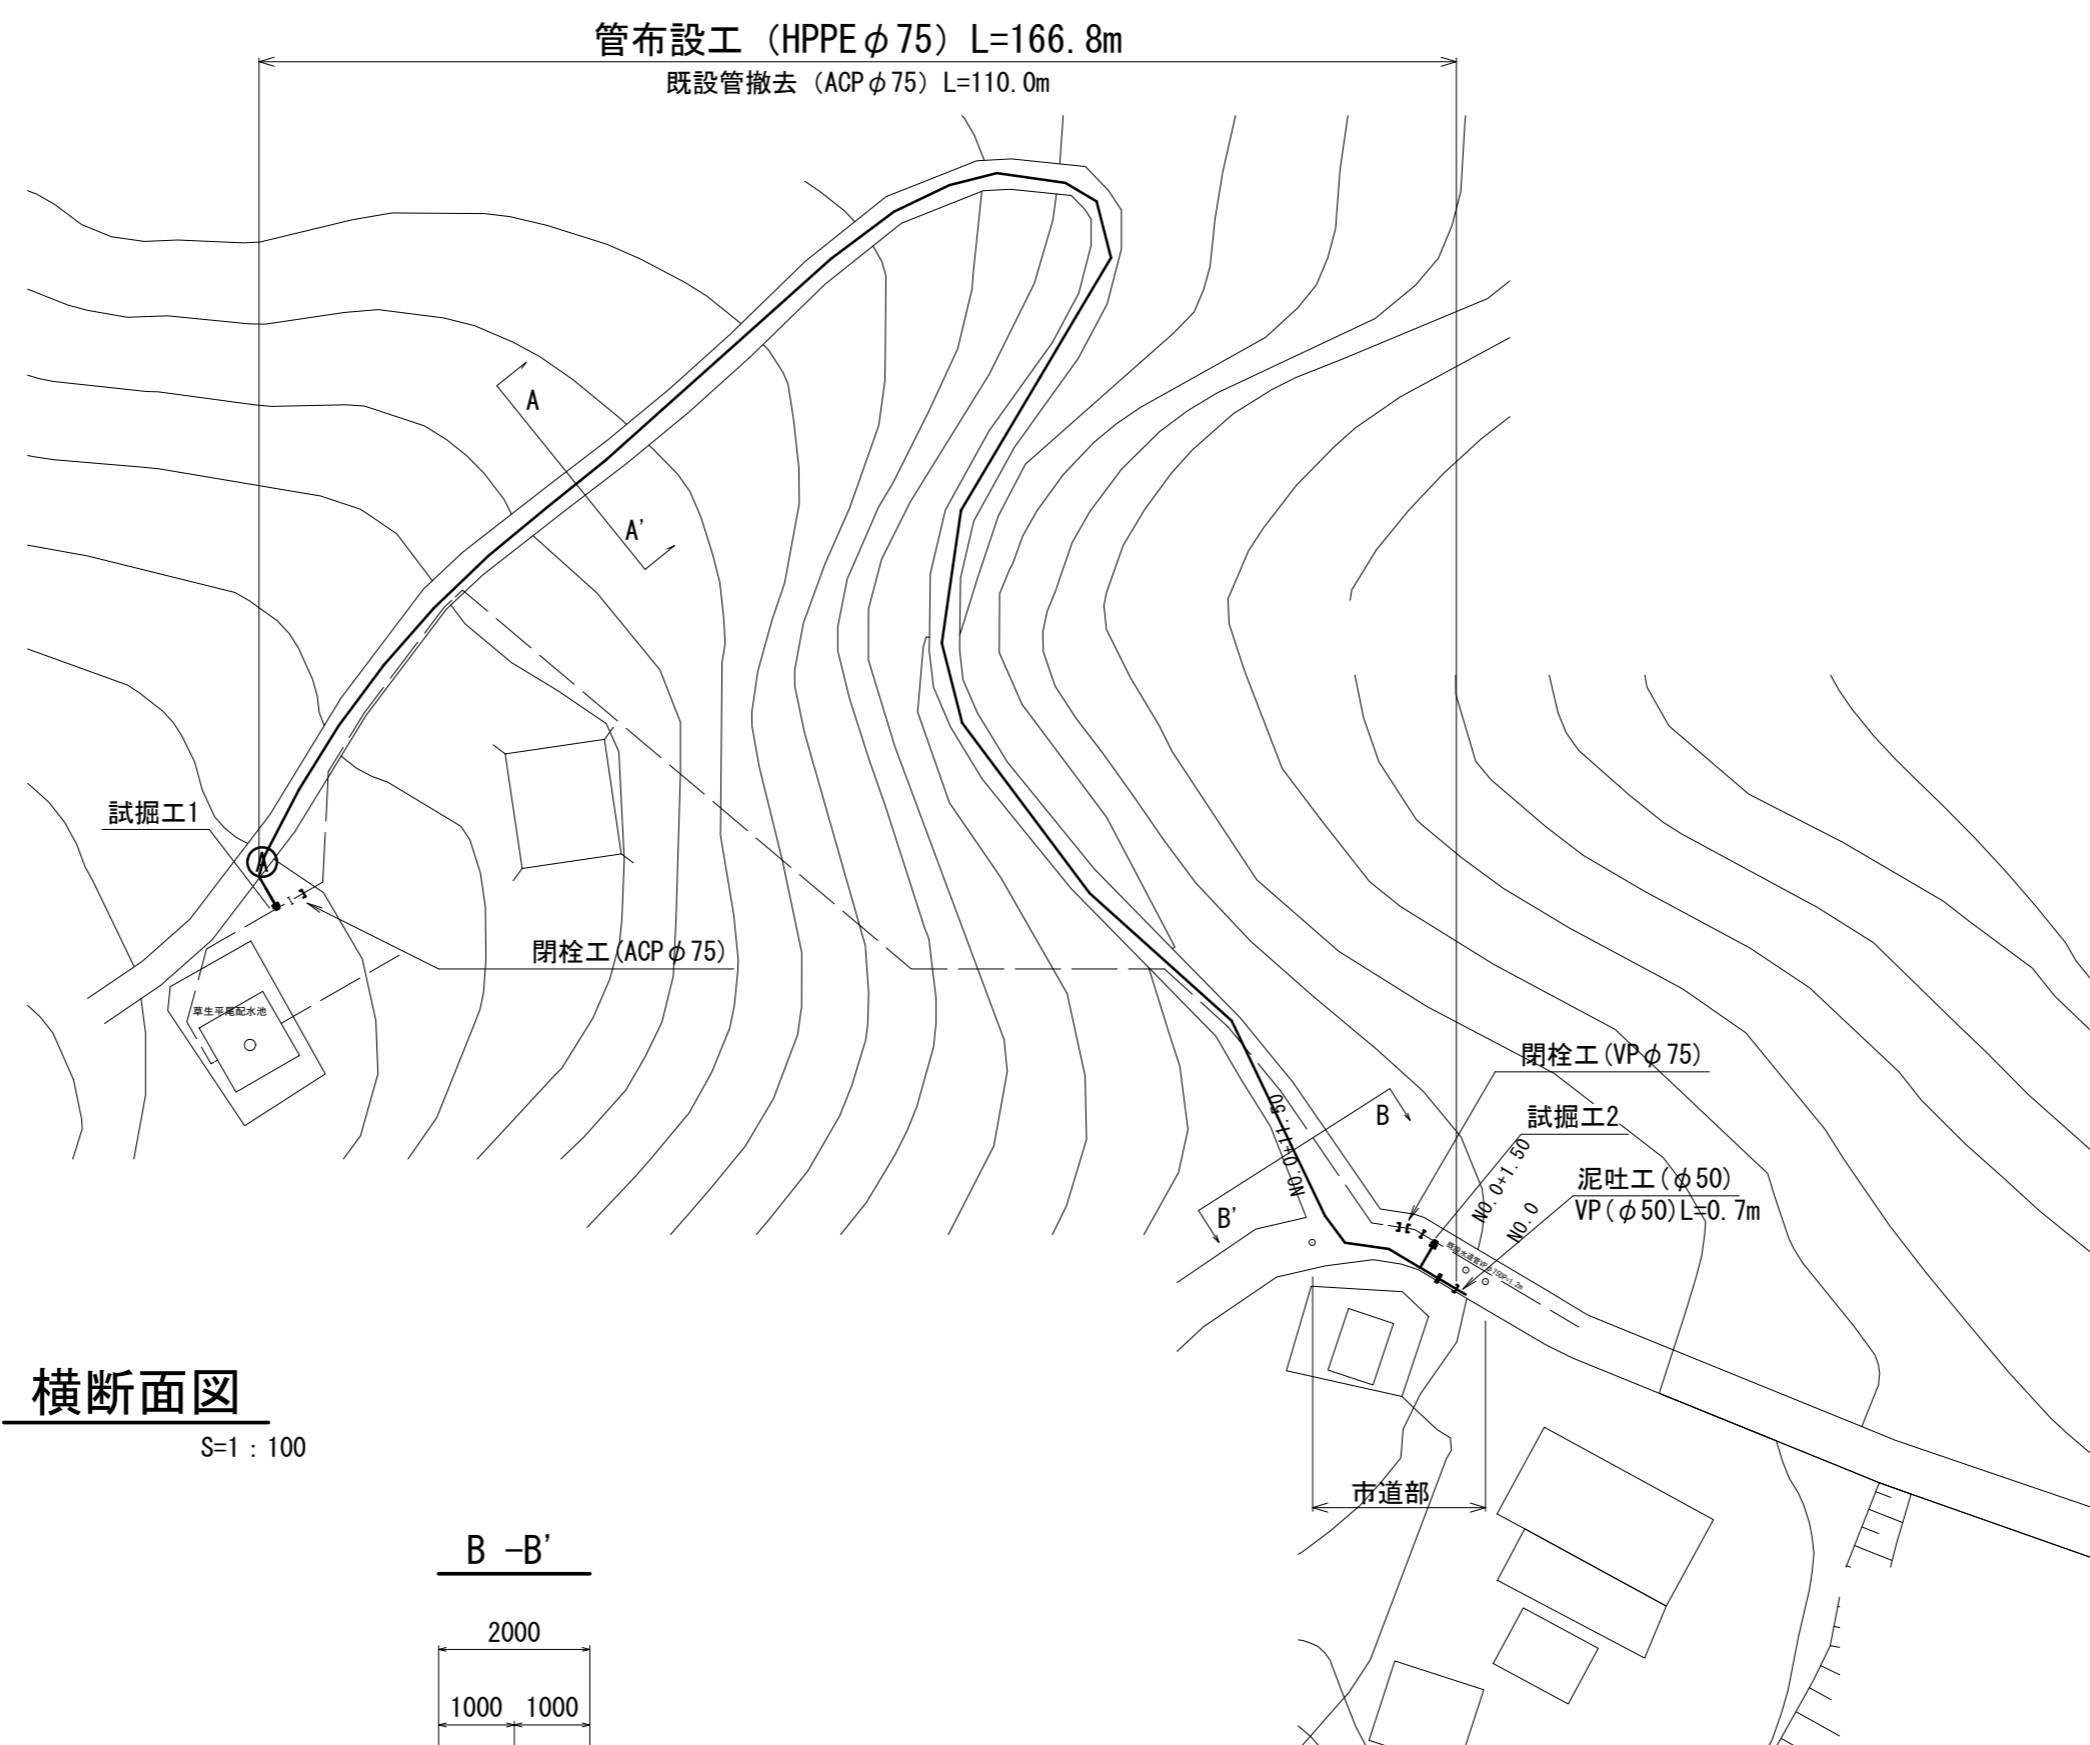 管布設工 (HPPEφ75) L=166.8m
既設管撤去 (ACPφ75) L=110.0m
A
A'
試掘工1
A
閉栓工(ACPφ75)
草生平尾配水池
閉栓工(VPφ75)
NO.0+11.50
B
試掘工2
NO.0+1.50
泥吐工(φ50)
VP(φ50)L=0.7m
B'
NO.0
横断面図
S=1：100
市道部
B -B'
2000
1000 1000